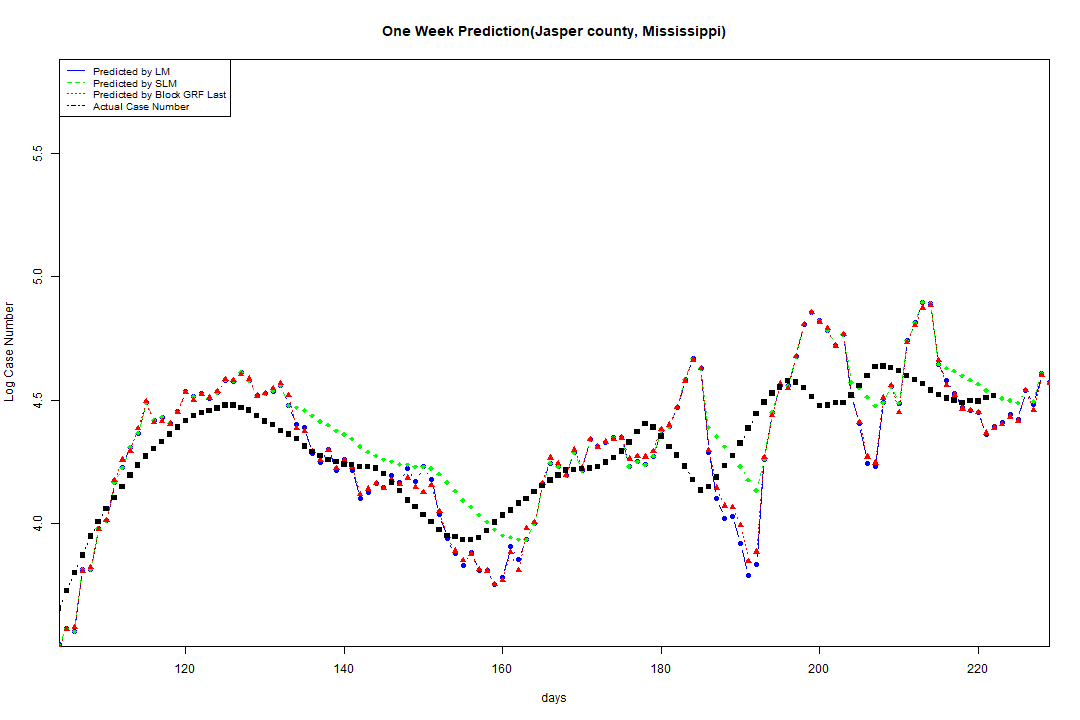 One Week Prediction(Jasper county, Mississippi)
Predicted by LM
Predicted by SLM
Predicted by Block GRF Last
Actual Case Number
5.5
5.0
4.5
4.0
Log Case Number
120 140 160 180 200 220
days